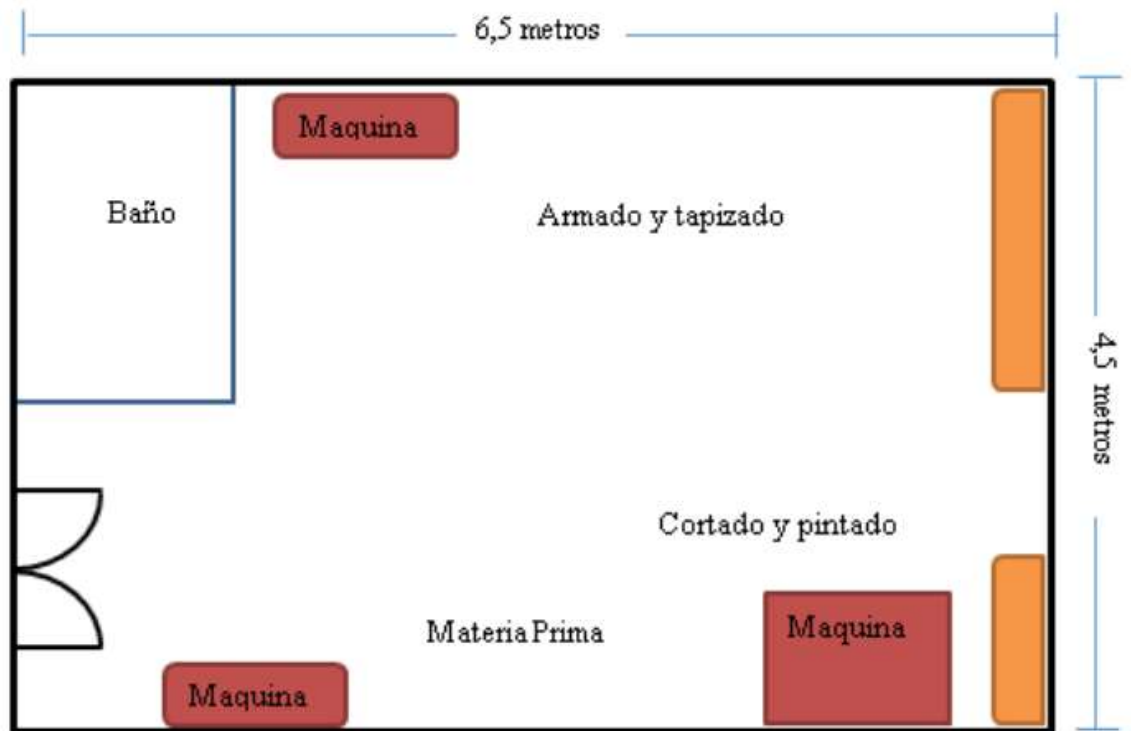 6,5 metros
Maquina
Baño
Armado y tapizado
4,5 metros
Cortado y pintado
Materia Prima
Maquina
Maquina